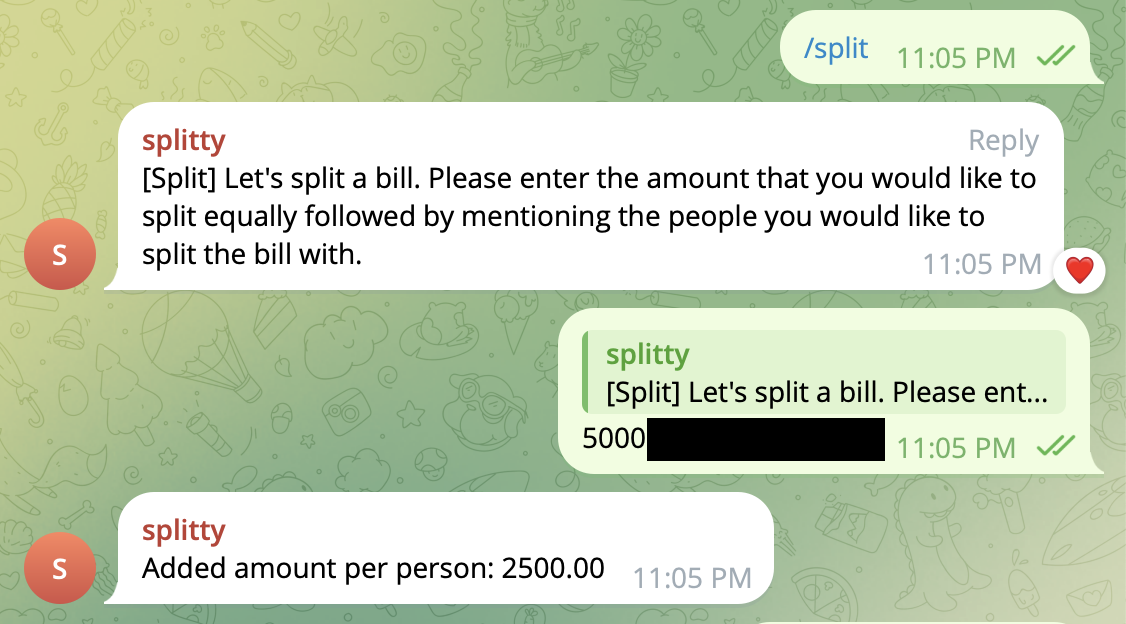 /split 11:05 PM
splitty Reply
[Split] Let's split a bill. Please enter the amount that you would like to
split equally followed by mentioning the people you would like to
split the bill with.
11:05 PM
S
splitty
[Split] Let's split a bill. Please ent...
5000 11:05 PM
splitty
Added amount per person: 2500.00 11:05 PM
S